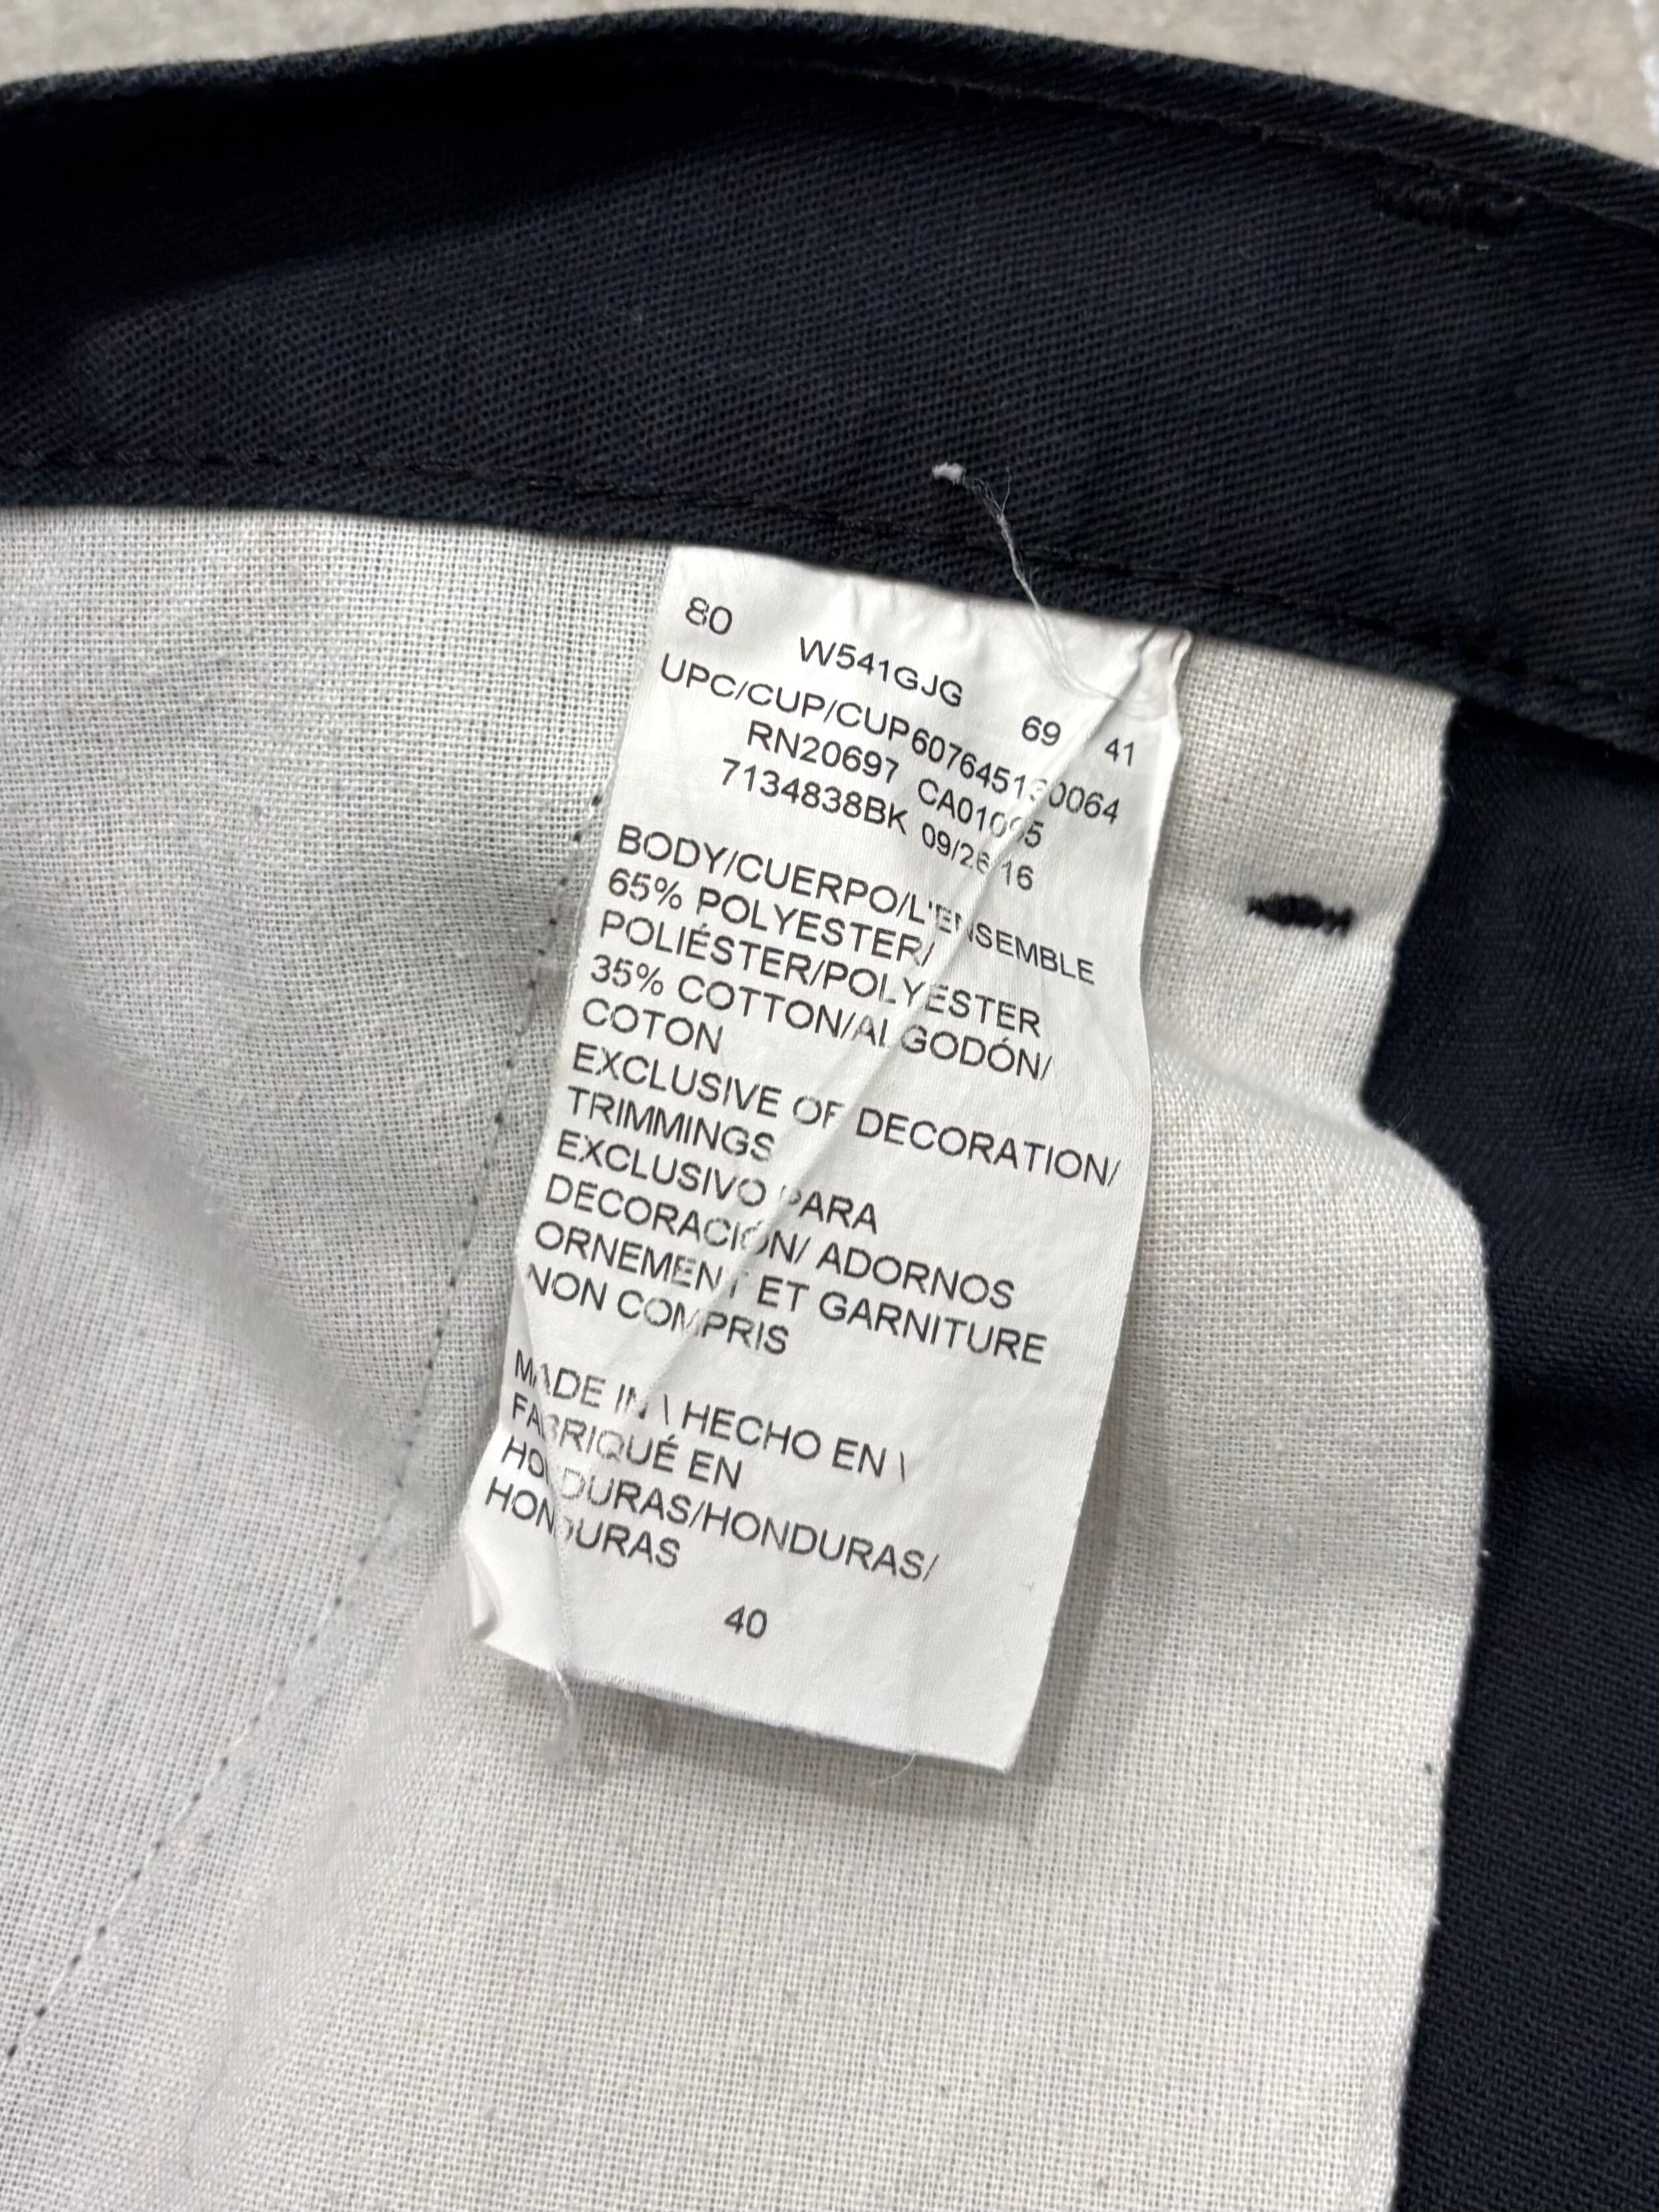 80 W541GJG 69 41
UPC/CUP/CUP
RN20697
7134838BK 09/26/16
BODY/CUERPO/L'ENSEMBLE
65% POLYESTER/
POLIÉSTER/POLYESTER
35% COTTON/ALGODÓN/
COTON
EXCLUSIVE OF DECORATION/
TRIMMINGS
EXCLUSIVO PARA
DECORACIÓN/ ADORNOS
ORNEMENT ET GARNITURE
NON COMPRIS
MADE IN \ HECHO EN \
FABRIQUÉ EN
HONDURAS/HONDURAS/
HONDURAS
40